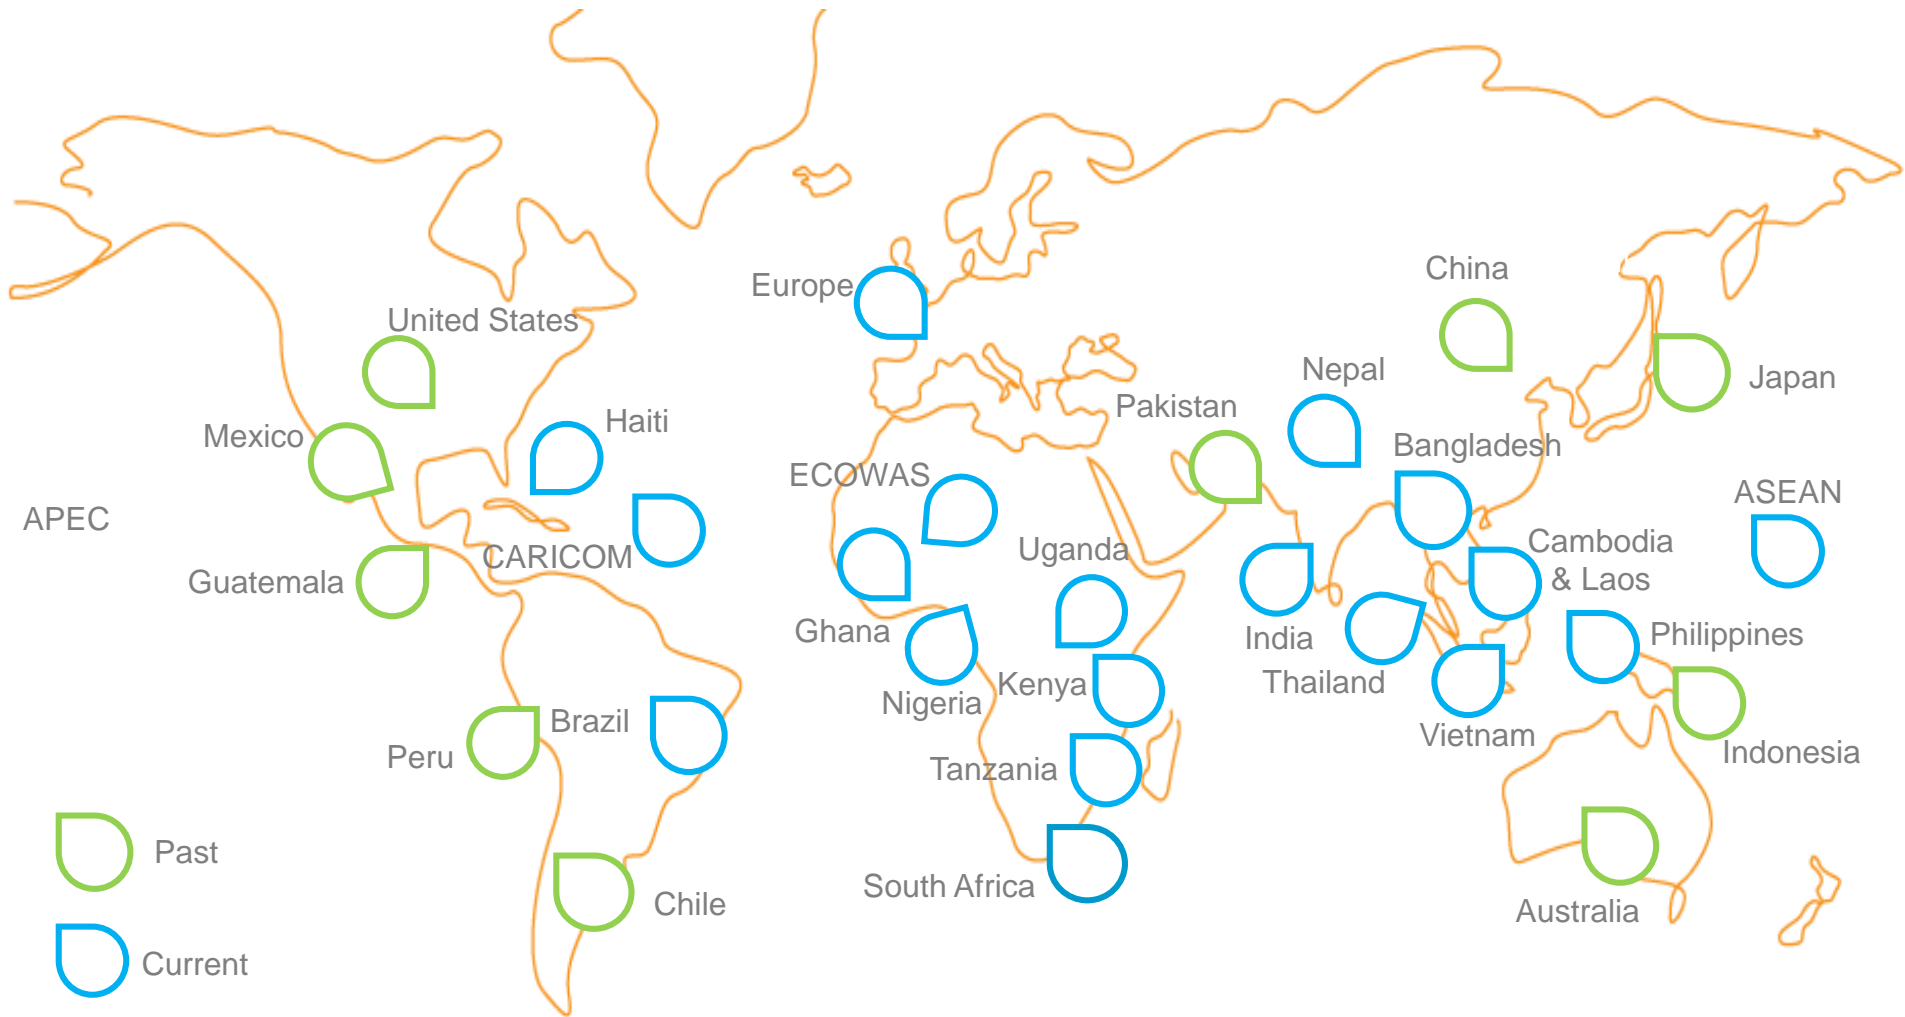 China
Europe
United States
Nepal
Japan
Pakistan
Haiti
Mexico
Bangladesh
ECOWAS
ASEAN
APEC
Cambodia
& Laos
Uganda
CARICOM
Guatemala
Ghana
India
Philippines
Thailand
Kenya
Nigeria
Brazil
Vietnam
Indonesia
Peru
Tanzania
Past
South Africa
Chile
Australia
Current